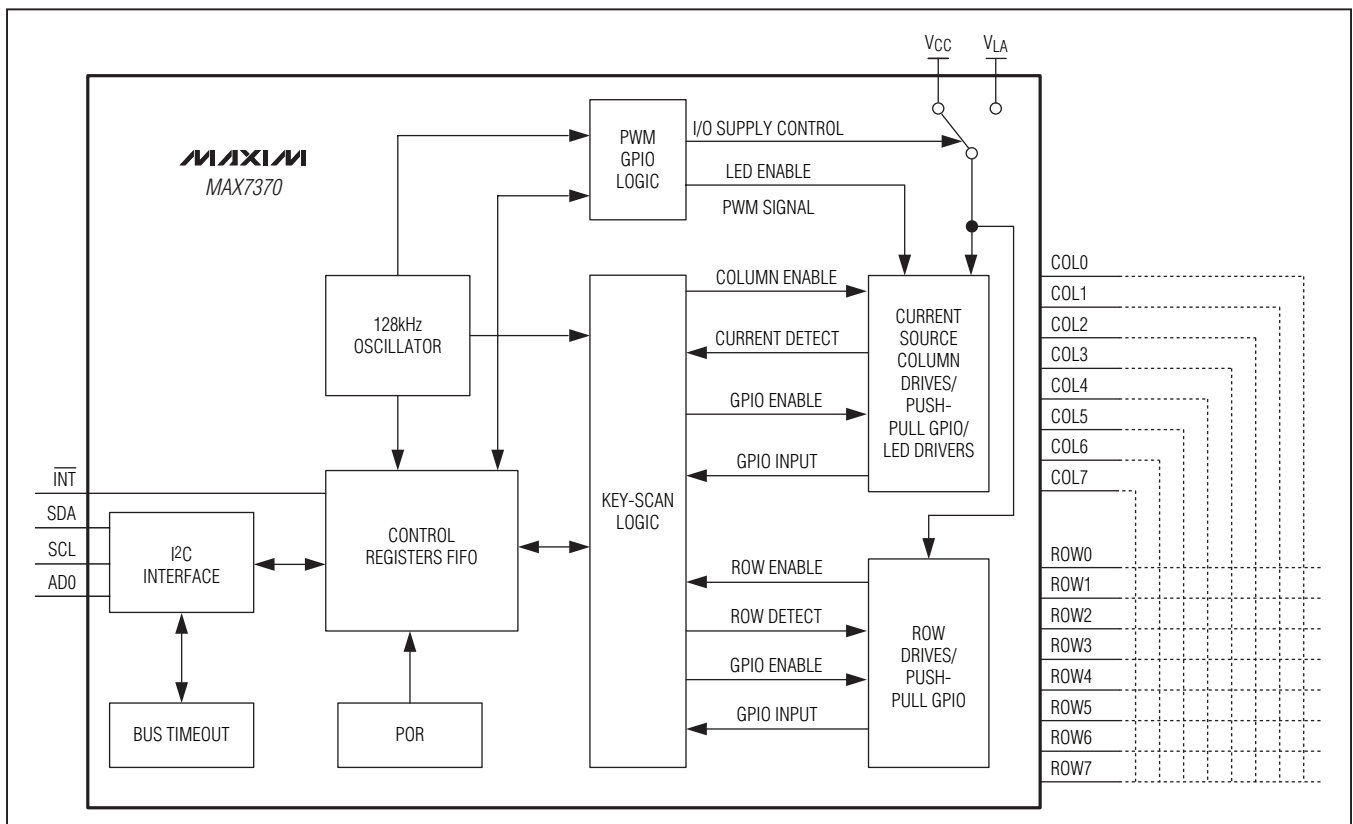 VCC
VLA
MAXIM
MAX7370
PWM
GPIO
LOGIC
I/O SUPPLY CONTROL
LED ENABLE
PWM SIGNAL
128kHz
OSCILLATOR
COLUMN ENABLE
CURRENT DETECT
GPIO ENABLE
GPIO INPUT
CURRENT
SOURCE
COLUMN
DRIVES/
PUSH-
PULL GPIO/
LED DRIVERS
COL0
COL1
COL2
COL3
COL4
COL5
COL6
COL7
INT
SDA
SCL
AD0
I2C
INTERFACE
CONTROL
REGISTERS FIFO
KEY-SCAN
LOGIC
ROW ENABLE
ROW DETECT
GPIO ENABLE
GPIO INPUT
ROW
DRIVES/
PUSH-
PULL GPIO
ROW0
ROW1
ROW2
ROW3
ROW4
ROW5
ROW6
ROW7
BUS TIMEOUT
POR